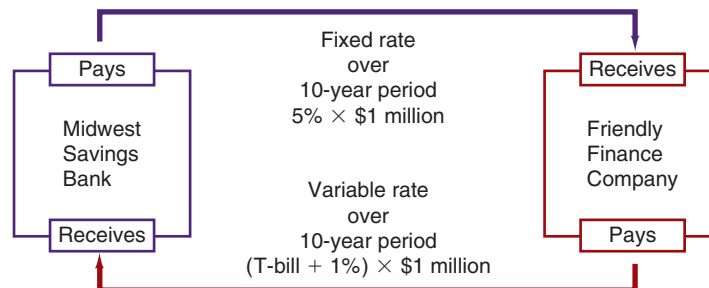 Pays
Midwest
Savings
Bank
Receives
Fixed rate
over
10-year period
5% × $1 million
Variable rate
over
10-year period
(T-bill + 1%) × $1 million
Receives
Friendly
Finance
Company
Pays